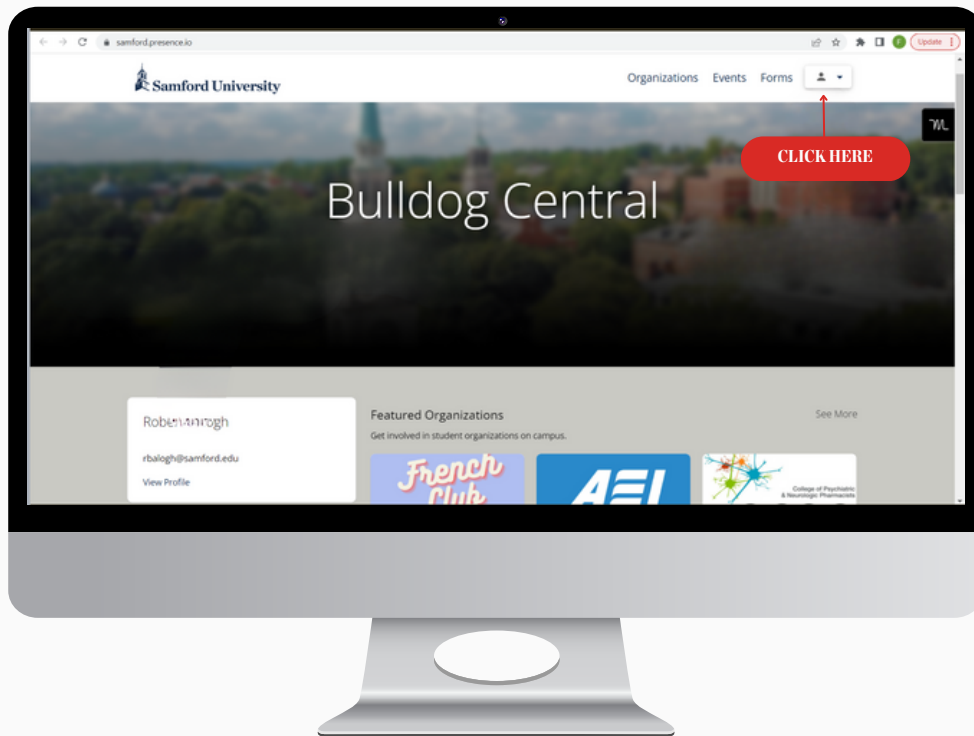 samford.presence.io
Update
Samford University
Organizations Events Forms
CLICK HERE
Bulldog Central
rbalogh@samford.edu
View Profile
Featured Organizations
See More
Get involved in student organizations on campus.
French
Club
AEI
College of Psychiatric
& Neurologic Pharmacists